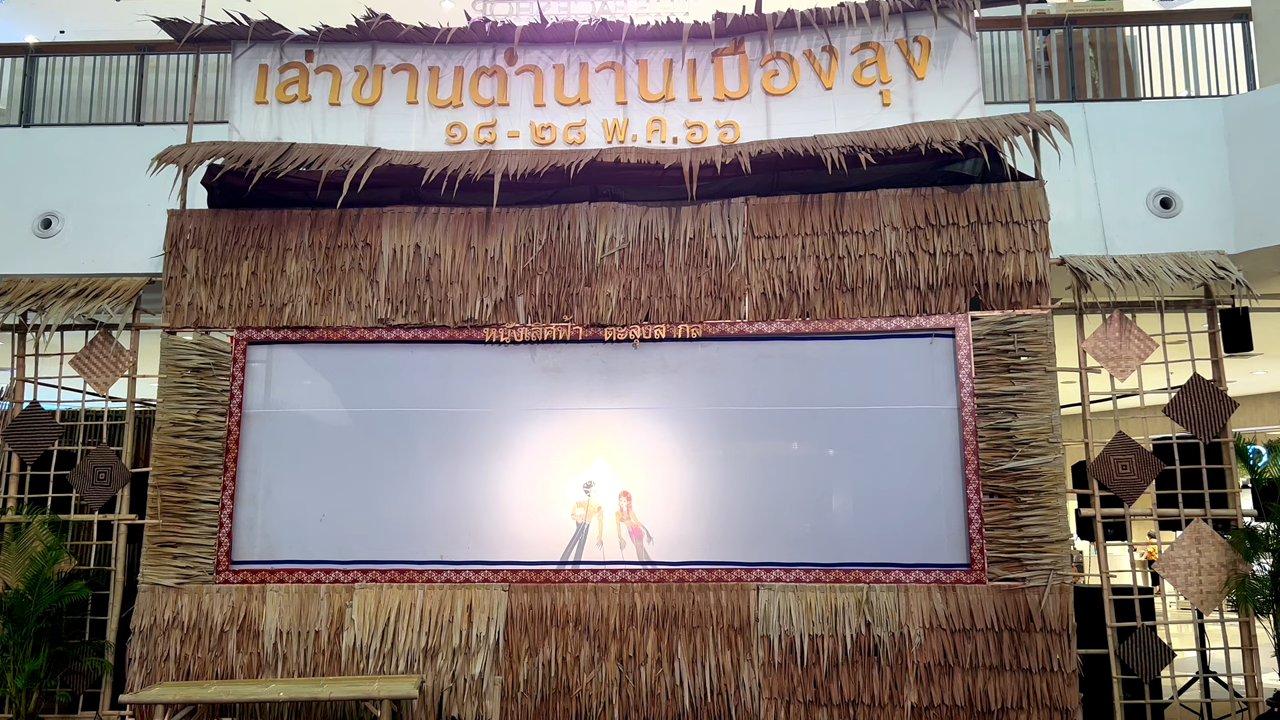 เล่าขานตำนานเมืองลุง
๑๘-๒๘ พ.ค.๖๖
หนังเลิศฟ้า ตะลุงสากล